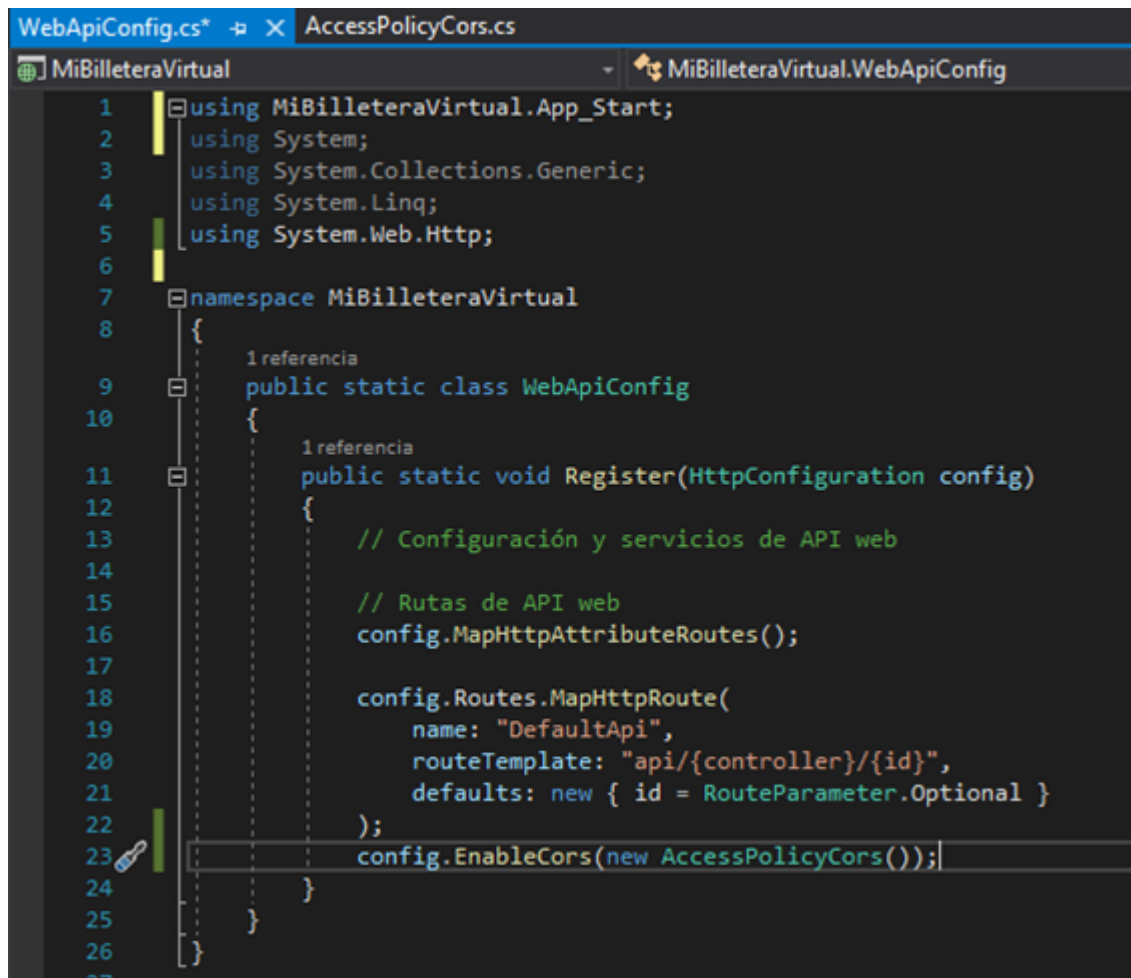 WebApiConfig.cs* AccessPolicyCors.cs
MiBilleteraVirtual MiBilleteraVirtual.WebApiConfig
1 using MiBilleteraVirtual.App_Start;
2 using System;
3 using System.Collections.Generic;
4 using System.Linq;
5 using System.Web.Http;
6
7 namespace MiBilleteraVirtual
8 {
1 referencia
9 public static class WebApiConfig
10 {
1 referencia
11 public static void Register(HttpConfiguration config)
12 {
13 // Configuración y servicios de API web
14
15 // Rutas de API web
16 config.MapHttpAttributeRoutes();
17
18 config.Routes.MapHttpRoute(
19 name: "DefaultApi",
20 routeTemplate: "api/{controller}/{id}",
21 defaults: new { id = RouteParameter.Optional }
22 );
23 config.EnableCors(new AccessPolicyCors());
24 }
25 }
26 }